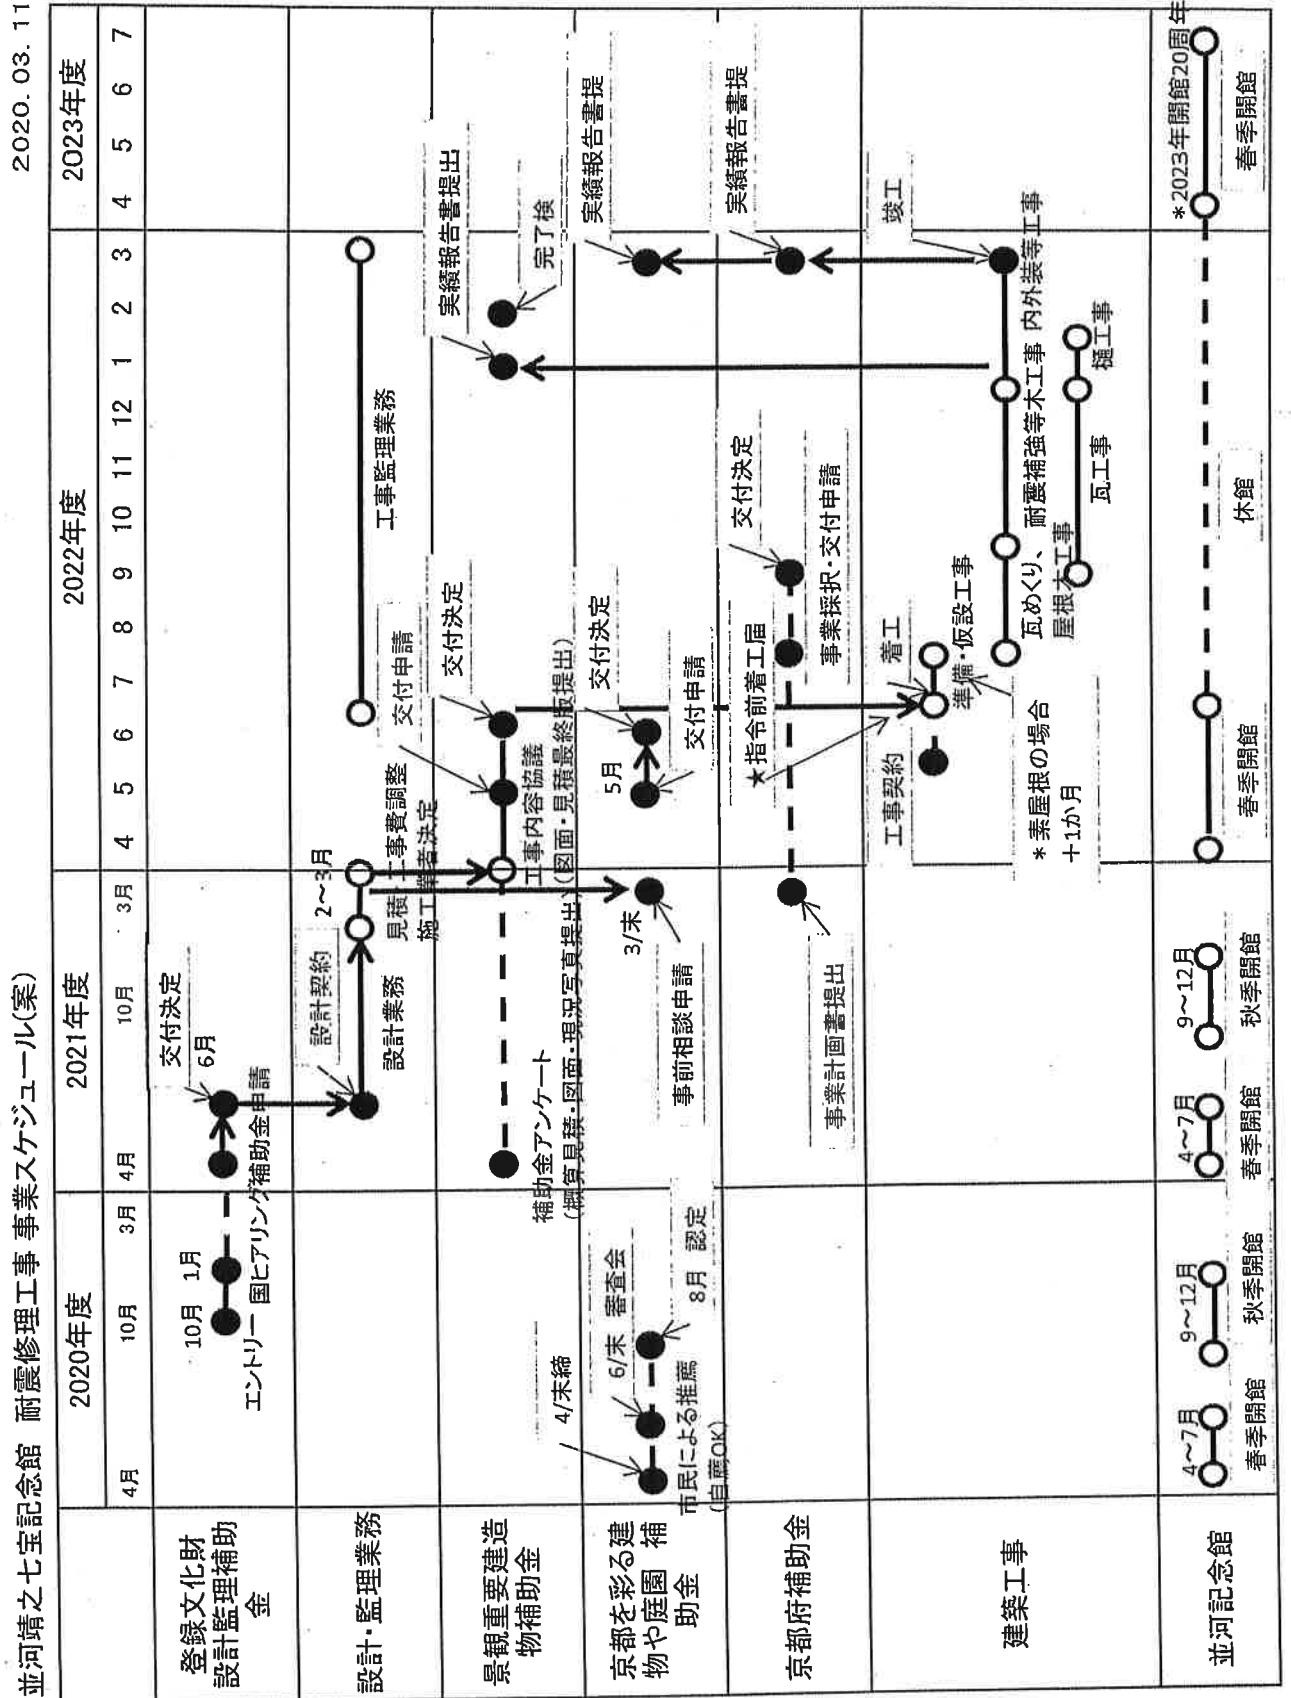 並河靖之七宝記念館 耐震修理工事 事業スケジュール(案)
2020. 03. 11
2020年度
2021年度
2022年度
2023年度
4月
10月
3月
4月
10月
3月
4 5 6 7 8 9 10 11 12 1 2 3
4 5 6 7
登録文化財
設計監理補助
金
10月
1月
エントリー
国ヒアリング
補助金申請
交付決定
6月
設計・監理業務
設計契約
設計業務
2～3月
見積・工事費調整
施工業者決定
工事監理業務
景観重要建造
物補助金
補助金アンケート
(概算見積・図面・現況写真提出)
工事内容協議
(図面・見積最終版提出)
交付申請
交付決定
実績報告書提出
完了検
京都を彩る建
物や庭園 補
助金
4/末締
6/末 審査会
8月 認定
市民による推薦
(自薦OK)
3/末
事前相談申請
5月
交付申請
交付決定
実績報告書提
京都府補助金
事業計画書提出
★指令前着工届
事業採択・交付申請
交付決定
実績報告書提
建築工事
工事契約
着工
準備・仮設工事
*素屋根の場合
+1か月
瓦めくり、 耐震補強等木工事 内外装等工事
屋根木工事
瓦工事
樋工事
竣工
並河記念館
4～7月
春季開館
9～12月
秋季開館
4～7月
春季開館
9～12月
秋季開館
春季開館
休館
*2023年開館20周年
春季開館